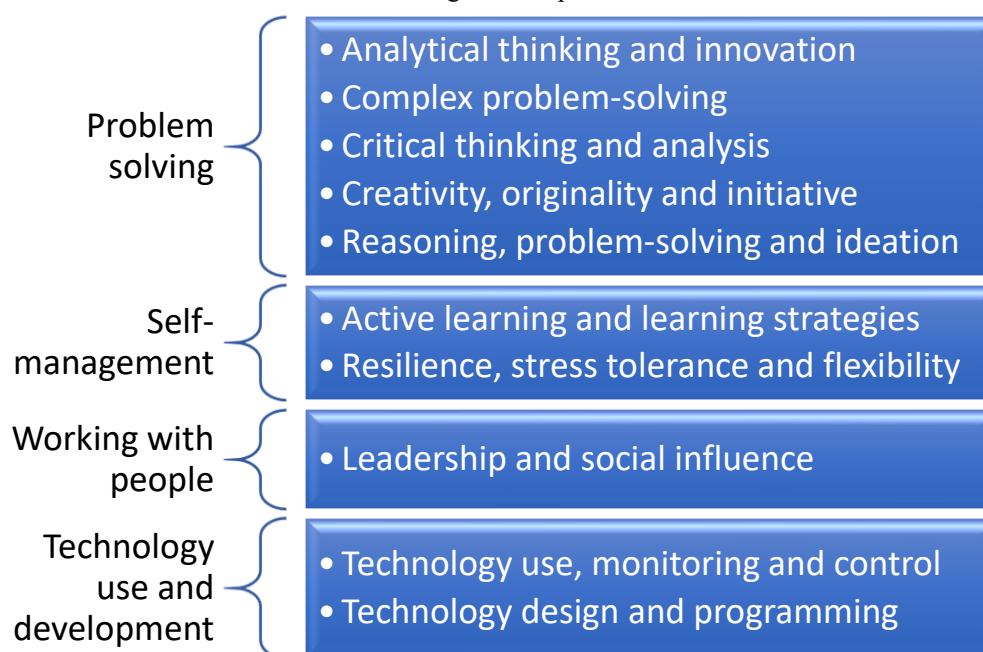 Problem
solving
• Analytical thinking and innovation
• Complex problem-solving
• Critical thinking and analysis
• Creativity, originality and initiative
• Reasoning, problem-solving and ideation
Self-
management
• Active learning and learning strategies
• Resilience, stress tolerance and flexibility
Working with
people
• Leadership and social influence
Technology
use and
development
• Technology use, monitoring and control
• Technology design and programming